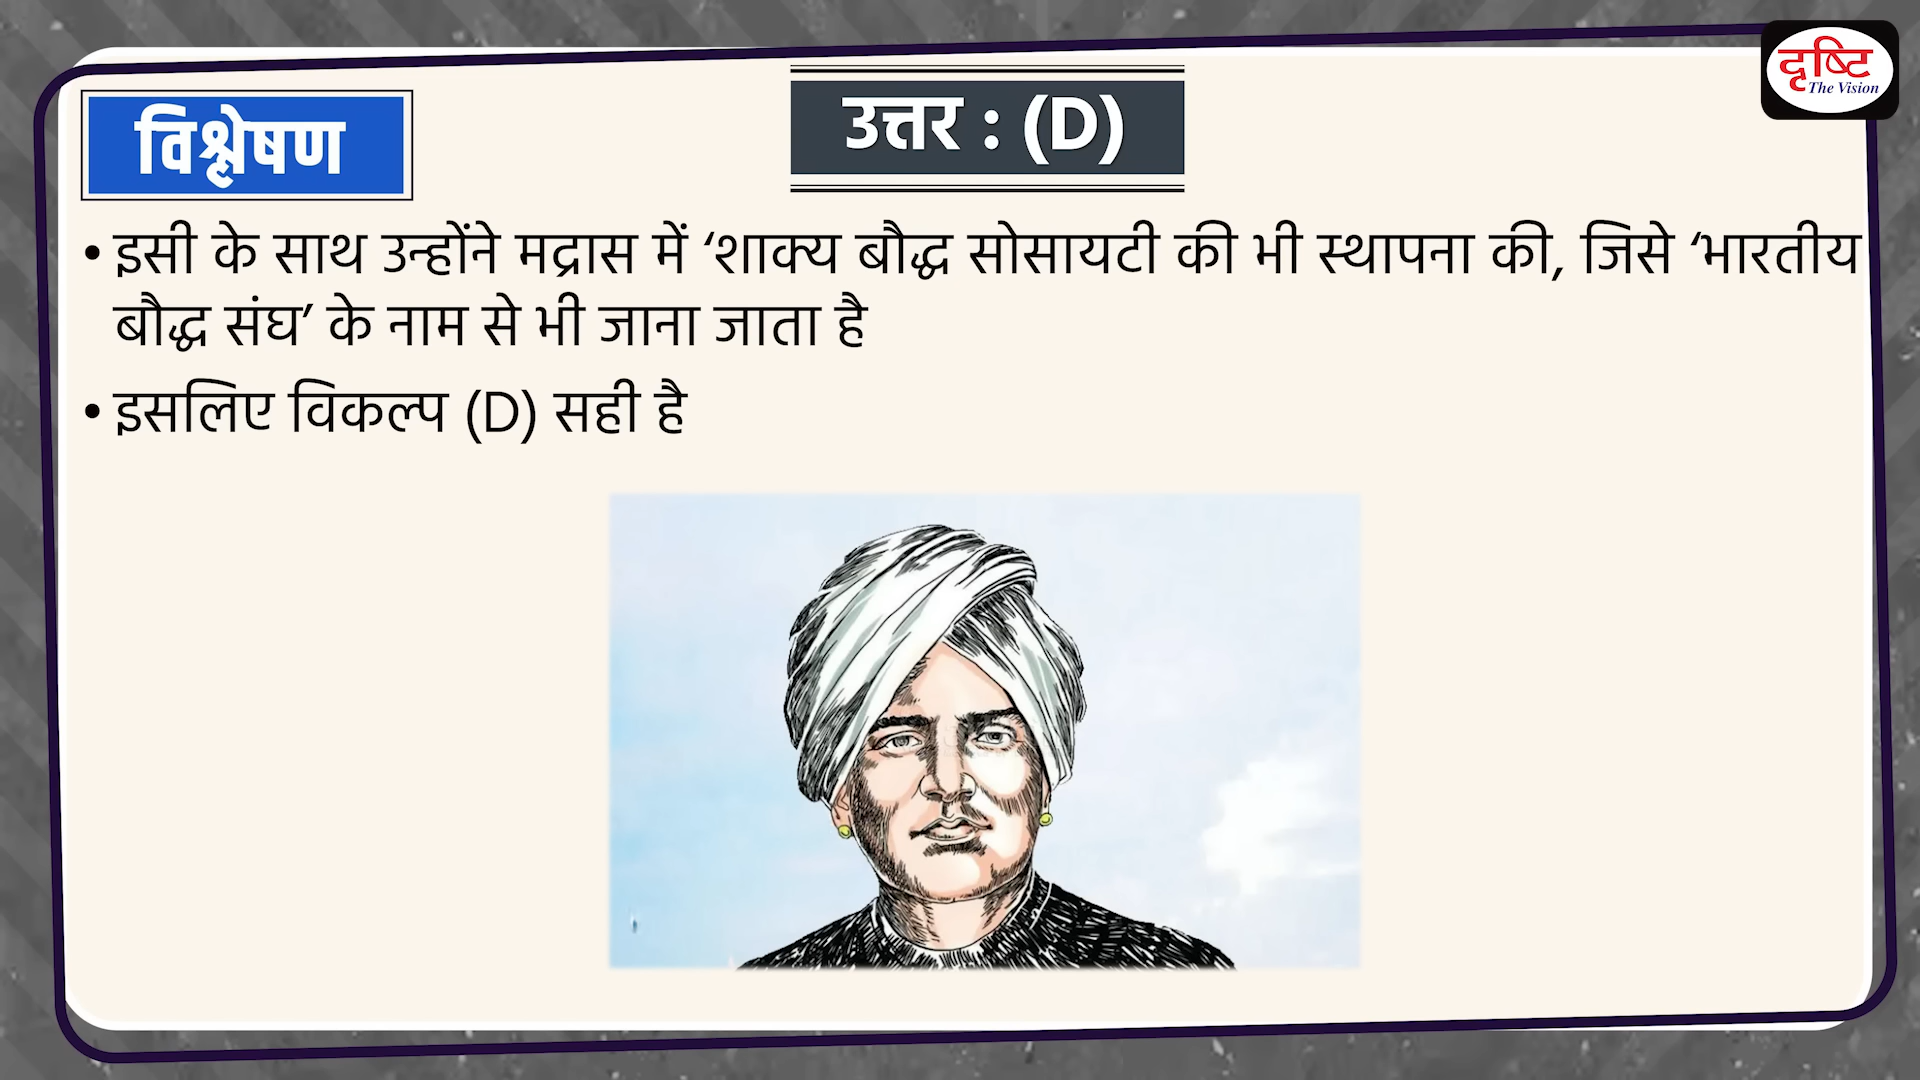 दृष्टि
The Vision
विश्लेषण
उत्तर : (D)
• इसी के साथ उन्होंने मद्रास में ‘शाक्य बौद्ध सोसायटी की भी स्थापना की, जिसे ‘भारतीय
बौद्ध संघ’ के नाम से भी जाना जाता है
• इसलिए विकल्प (D) सही है